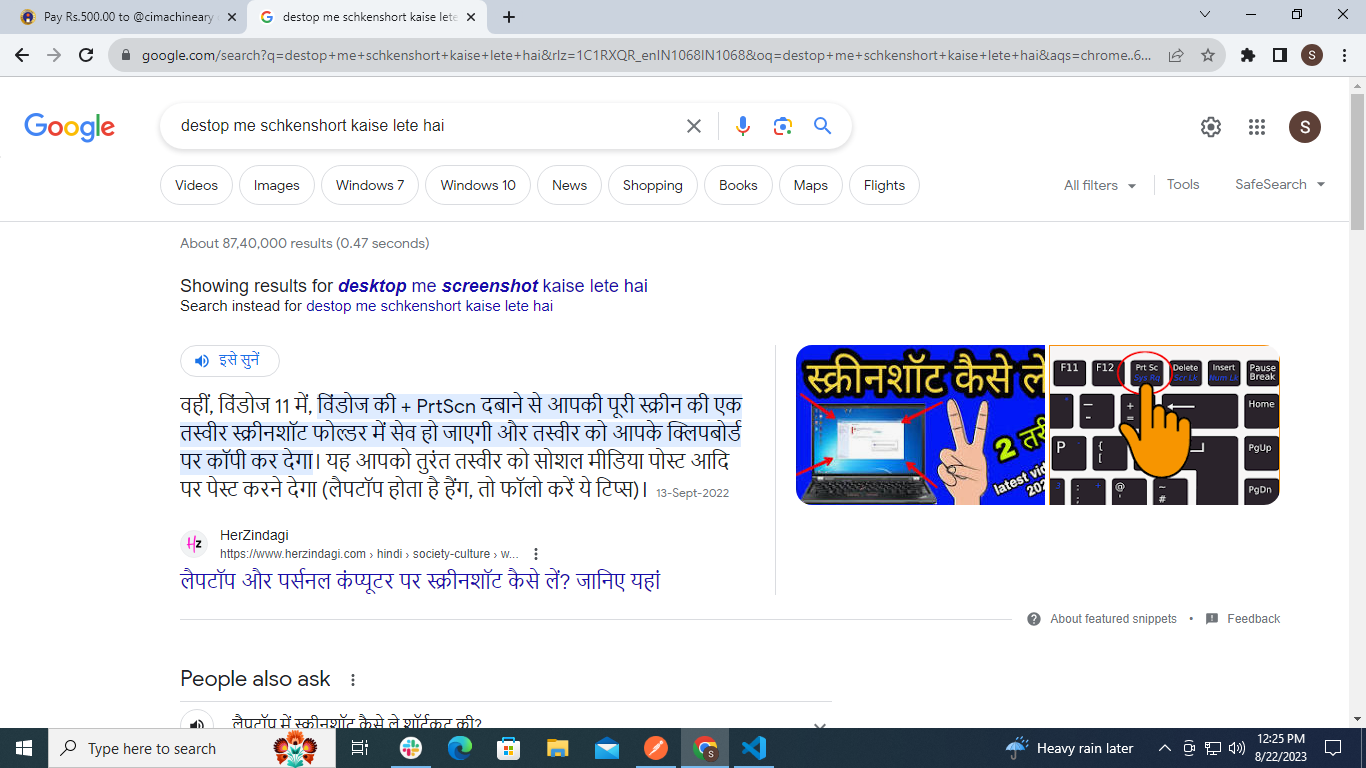 Pay Rs.500.00 to @cimachineary
destop me schkenshort kaise lete
google.com/search?q=destop+me+schkenshort+kaise+lete+hai&rlz=1C1RXQR_enIN1068IN1068&oq=destop+me+schkenshort+kaise+lete+hai&aqs=chrome..6...
S
Google
destop me schkenshort kaise lete hai
S
Videos
Images
Windows 7
Windows 10
News
Shopping
Books
Maps
Flights
All filters
Tools
SafeSearch
About 87,40,000 results (0.47 seconds)
Showing results for desktop me screenshot kaise lete hai
Search instead for destop me schkenshort kaise lete hai
इसे सुनें
वहीं, विंडोज 11 में, विंडोज की + PrtScn दबाने से आपकी पूरी स्क्रीन की एक
तस्वीर स्क्रीनशॉट फोल्डर में सेव हो जाएगी और तस्वीर को आपके क्लिपबोर्ड
पर कॉपी कर देगा। यह आपको तुरंत तस्वीर को सोशल मीडिया पोस्ट आदि
पर पेस्ट करने देगा (लैपटॉप होता है हैंग, तो फॉलो करें ये टिप्स)। 13-Sept-2022
Hz
HerZindagi
https://www.herzindagi.com › hindi › society-culture › w...
लैपटॉप और पर्सनल कंप्यूटर पर स्क्रीनशॉट कैसे लें? जानिए यहां
स्क्रीनशॉट कैसे ले
2 तरी
latest vid
202
F11
F12
Prt Sc
Sys Rq
Delete
Scr Lk
Insert
Num Lk
Pause
Break
Home
P
PgUp
PgDn
About featured snippets
•
Feedback
People also ask
लैपटॉप में स्क्रीनशॉट कैसे ले शॉर्टकट की?
Type here to search
S
Heavy rain later
12:25 PM
8/22/2023